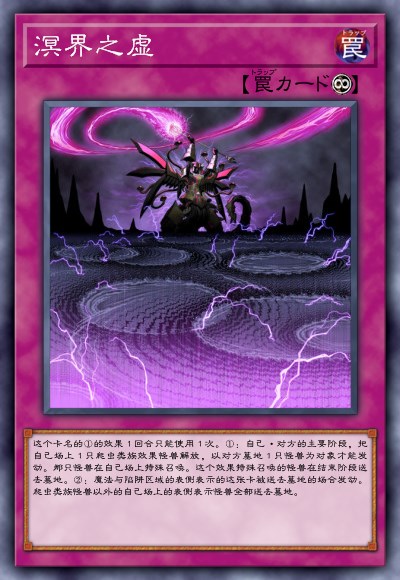 溟界之虚
トラップ
罠
トラップ
【罠カード】
这个卡名的①的效果1回合只能使用1次。①：自己·对方的主要阶段，把
自己场上1只爬虫类族效果怪兽解放，以对方墓地1只怪兽为对象才能发
动。那只怪兽在自己场上特殊召唤。这个效果特殊召唤的怪兽在结束阶段送
去墓地。②：魔法与陷阱区域的表侧表示的这张卡被送去墓地的场合发动。
爬虫类族怪兽以外的自己场上的表侧表示怪兽全部送去墓地。